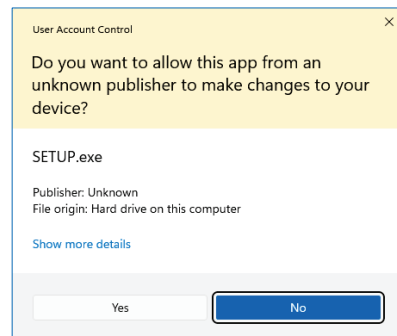 User Account Control
Do you want to allow this app from an
unknown publisher to make changes to your
device?
SETUP.exe
Publisher: Unknown
File origin: Hard drive on this computer
Show more details
Yes
No